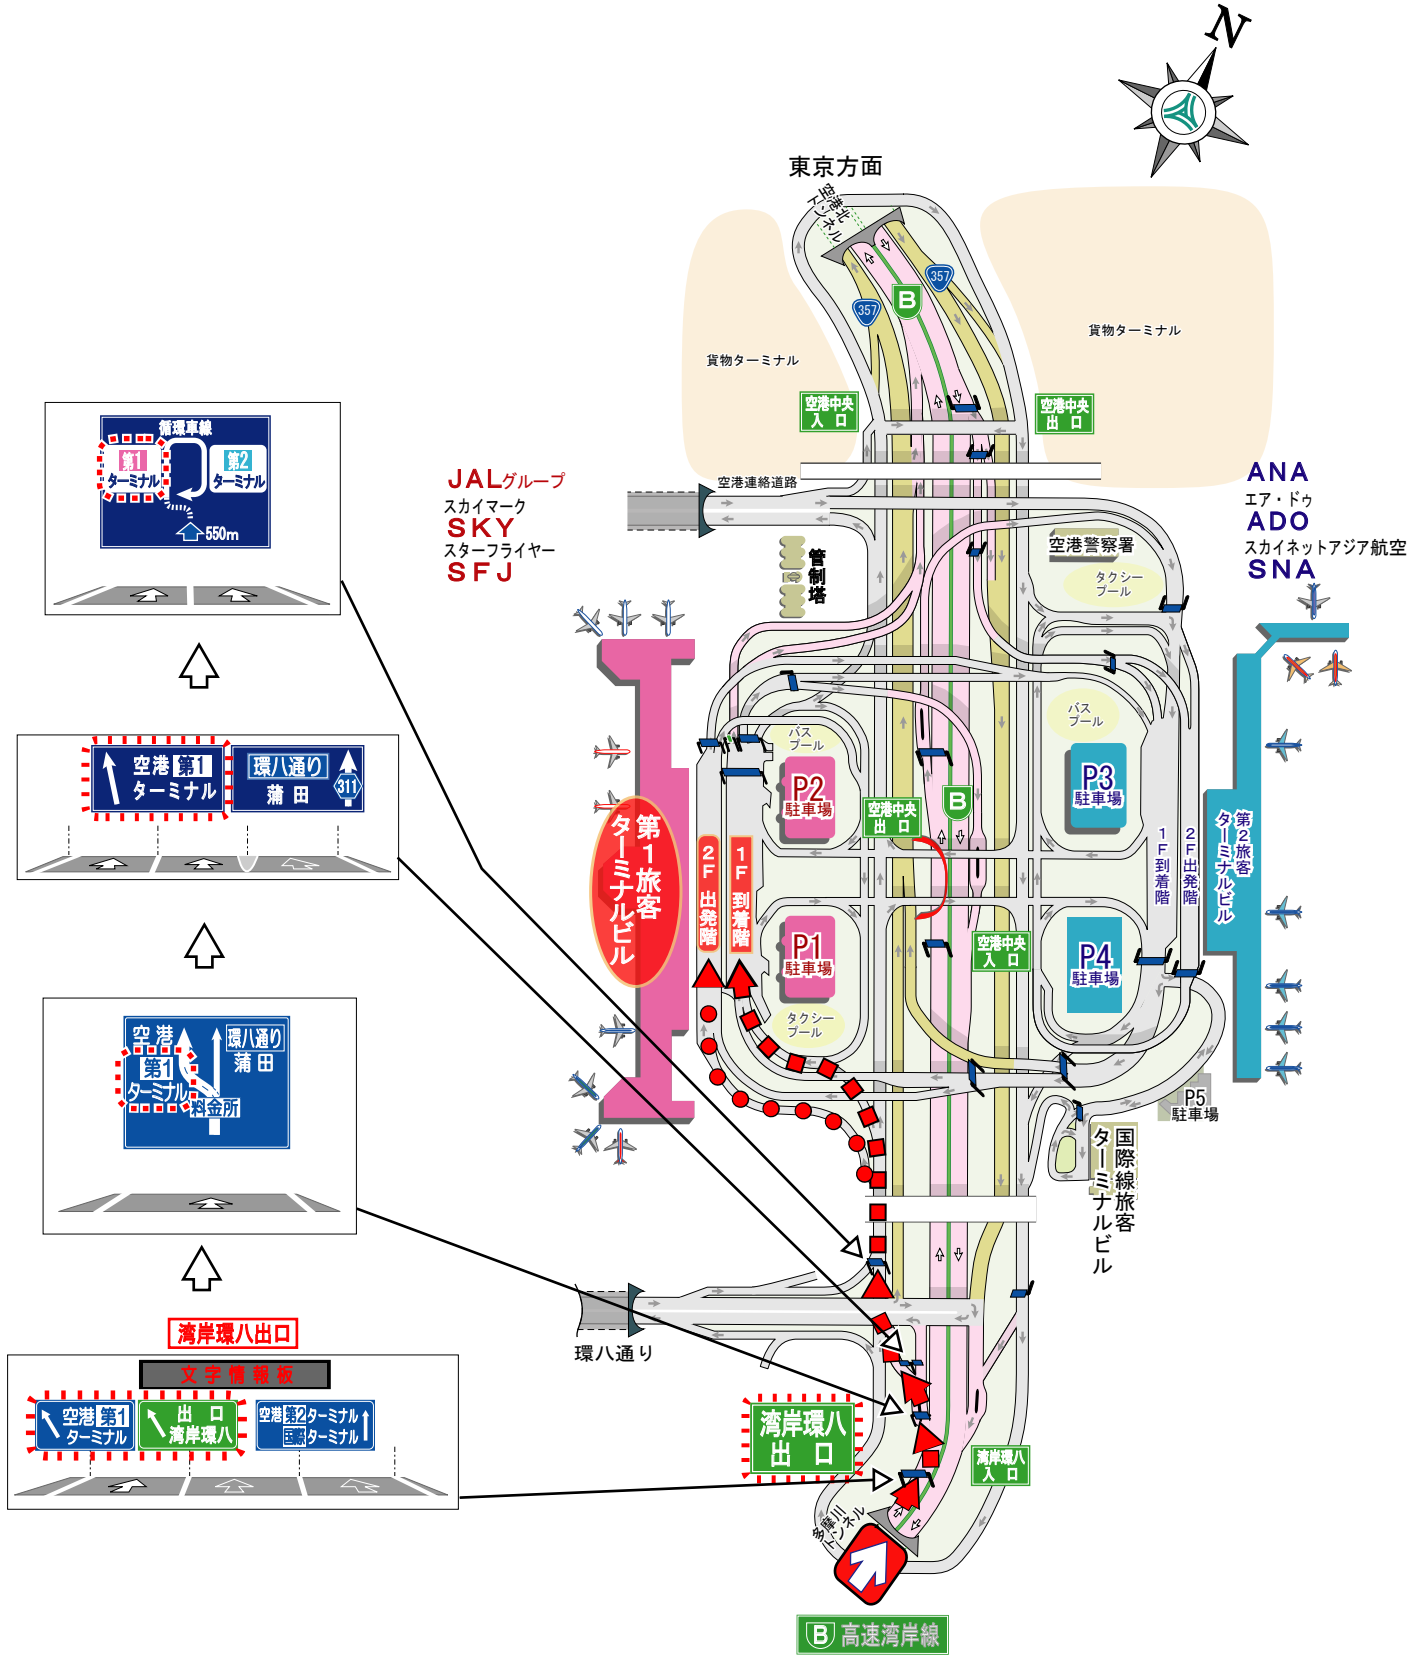 N
東京方面
空港北
トンネル
357
357
B
貨物ターミナル
貨物ターミナル
空港中央
入口
空港中央
出口
循環車線
第1
ターミナル
第2
ターミナル
550m
JALグループ
スカイマーク
SKY
スターフライヤー
SFJ
空港連絡道路
ANA
エア・ドゥ
ADO
スカイネットアジア航空
SNA
管制塔
空港警察署
タクシー
プール
空港 第1
ターミナル
環八通り
蒲田
311
バス
プール
P2
駐車場
バス
プール
P3
駐車場
空港中央
出口
B
第1旅客
ターミナルビル
2F 出発階
1F 到着階
1F到着階
2F出発階
第2旅客
ターミナルビル
P1
駐車場
空港中央
入口
P4
駐車場
タクシー
プール
空港
第1
ターミナル
環八通り
蒲田
料金所
P5
駐車場
国際線旅客
ターミナルビル
環八通り
湾岸環八出口
文字情報板
空港 第1
ターミナル
出口
湾岸環八
空港 第2 ターミナル
国際 ターミナル
湾岸環八
出口
湾岸環八
入口
多摩川
トンネル
B 高速湾岸線